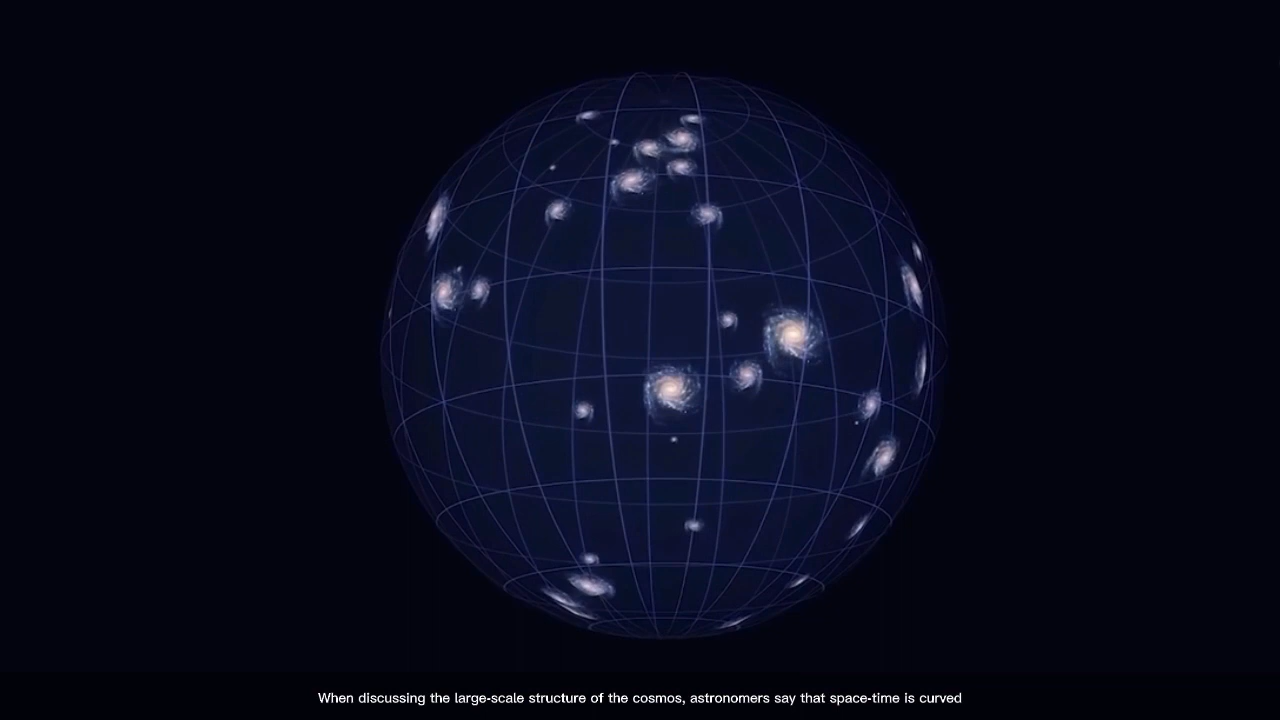 When discussing the large-scale structure of the cosmos, astronomers say that space-time is curved